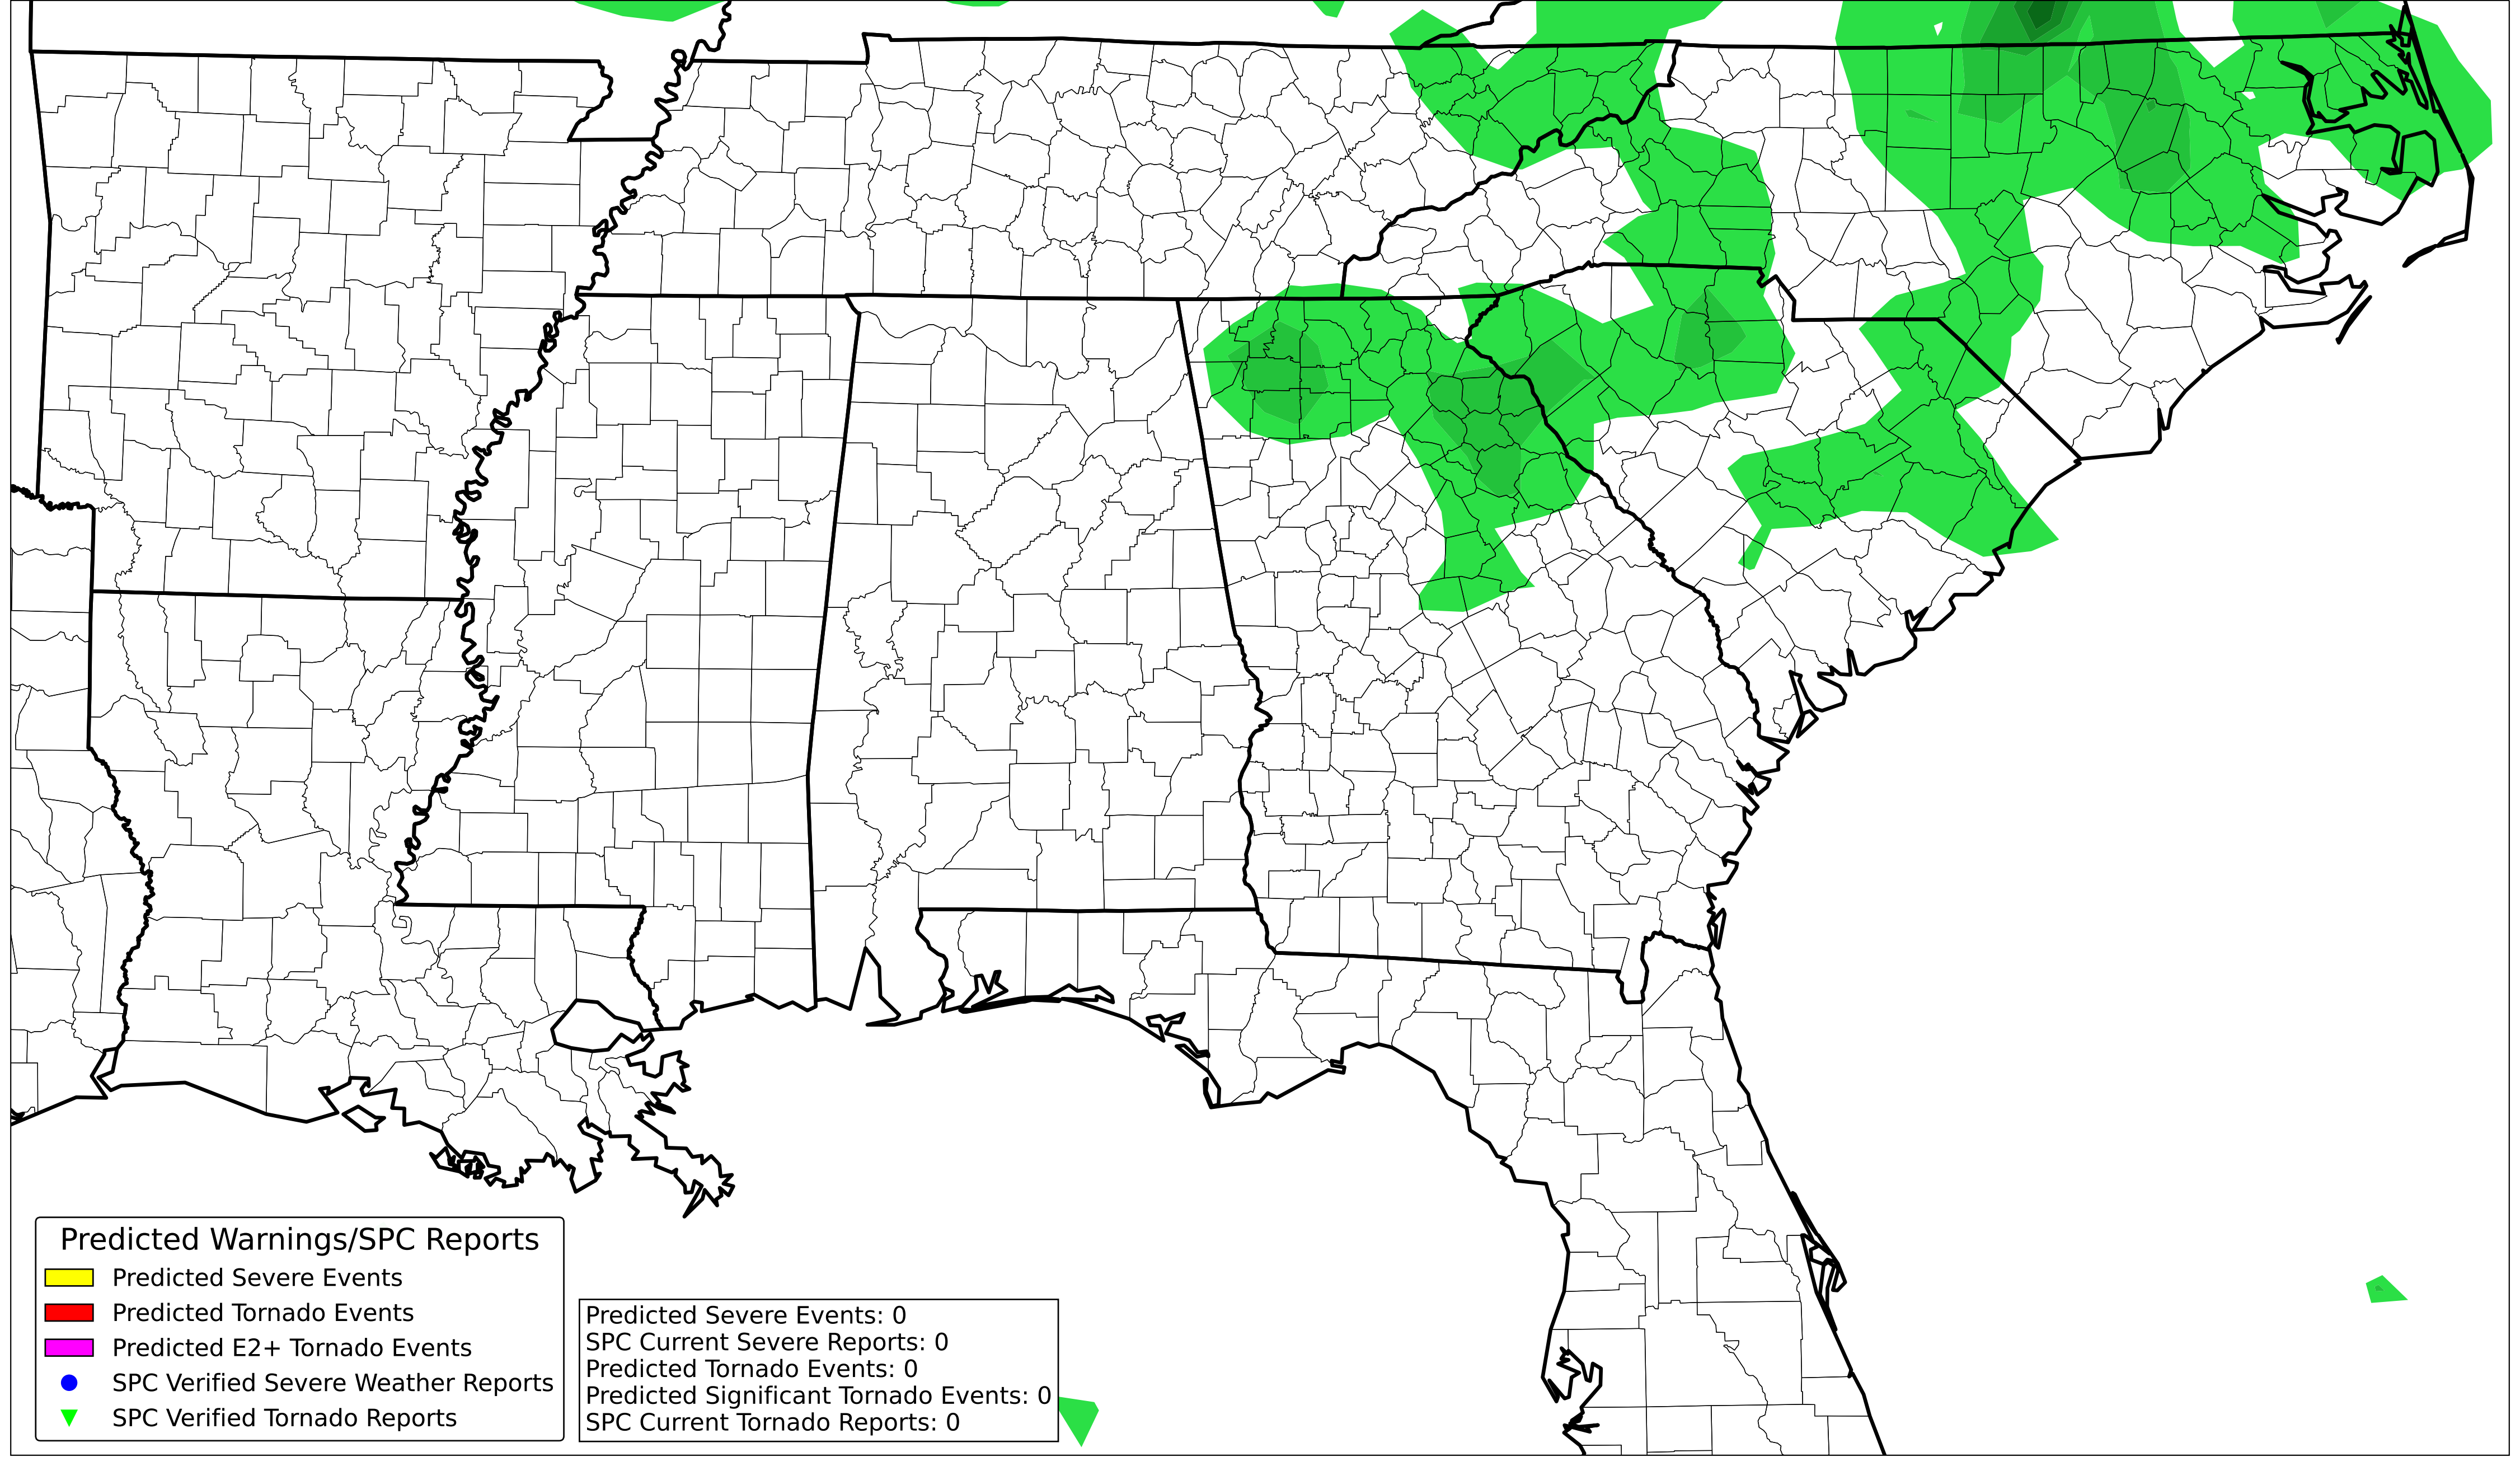 Predicted Warnings/SPC Reports
Predicted Severe Events
Predicted Tornado Events
Predicted E2+ Tornado Events
SPC Verified Severe Weather Reports
SPC Verified Tornado Reports
Predicted Severe Events: 0
SPC Current Severe Reports: 0
Predicted Tornado Events: 0
Predicted Significant Tornado Events: 0
SPC Current Tornado Reports: 0